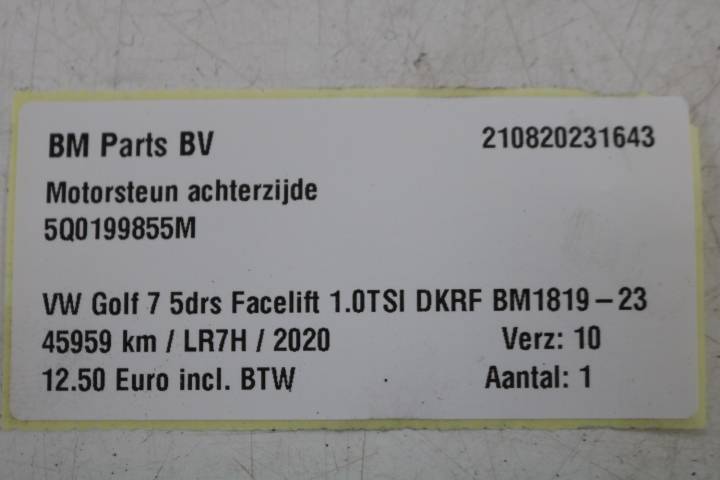 BM Parts BV 210820231643
Motorsteun achterzijde
5Q0199855M
VW Golf 7 5drs Facelift 1.0TSI DKRF BM1819-23
45959 km / LR7H / 2020 Verz: 10
12.50 Euro incl. BTW Aantal: 1